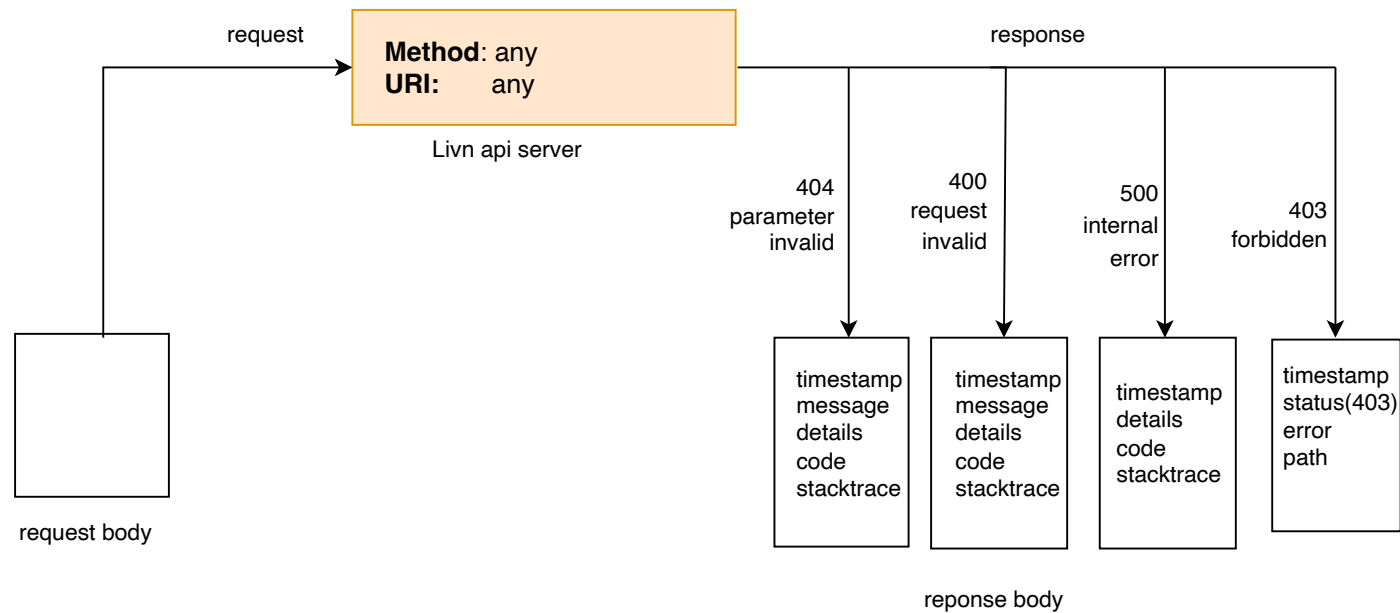 request
response
Method: any
URI: any
Livn api server
404
parameter
invalid
400
request
invalid
500
internal
error
403
forbidden
timestamp
message
details
code
stacktrace
timestamp
message
details
code
stacktrace
timestamp
details
code
stacktrace
timestamp
status(403)
error
path
request body
reponse body